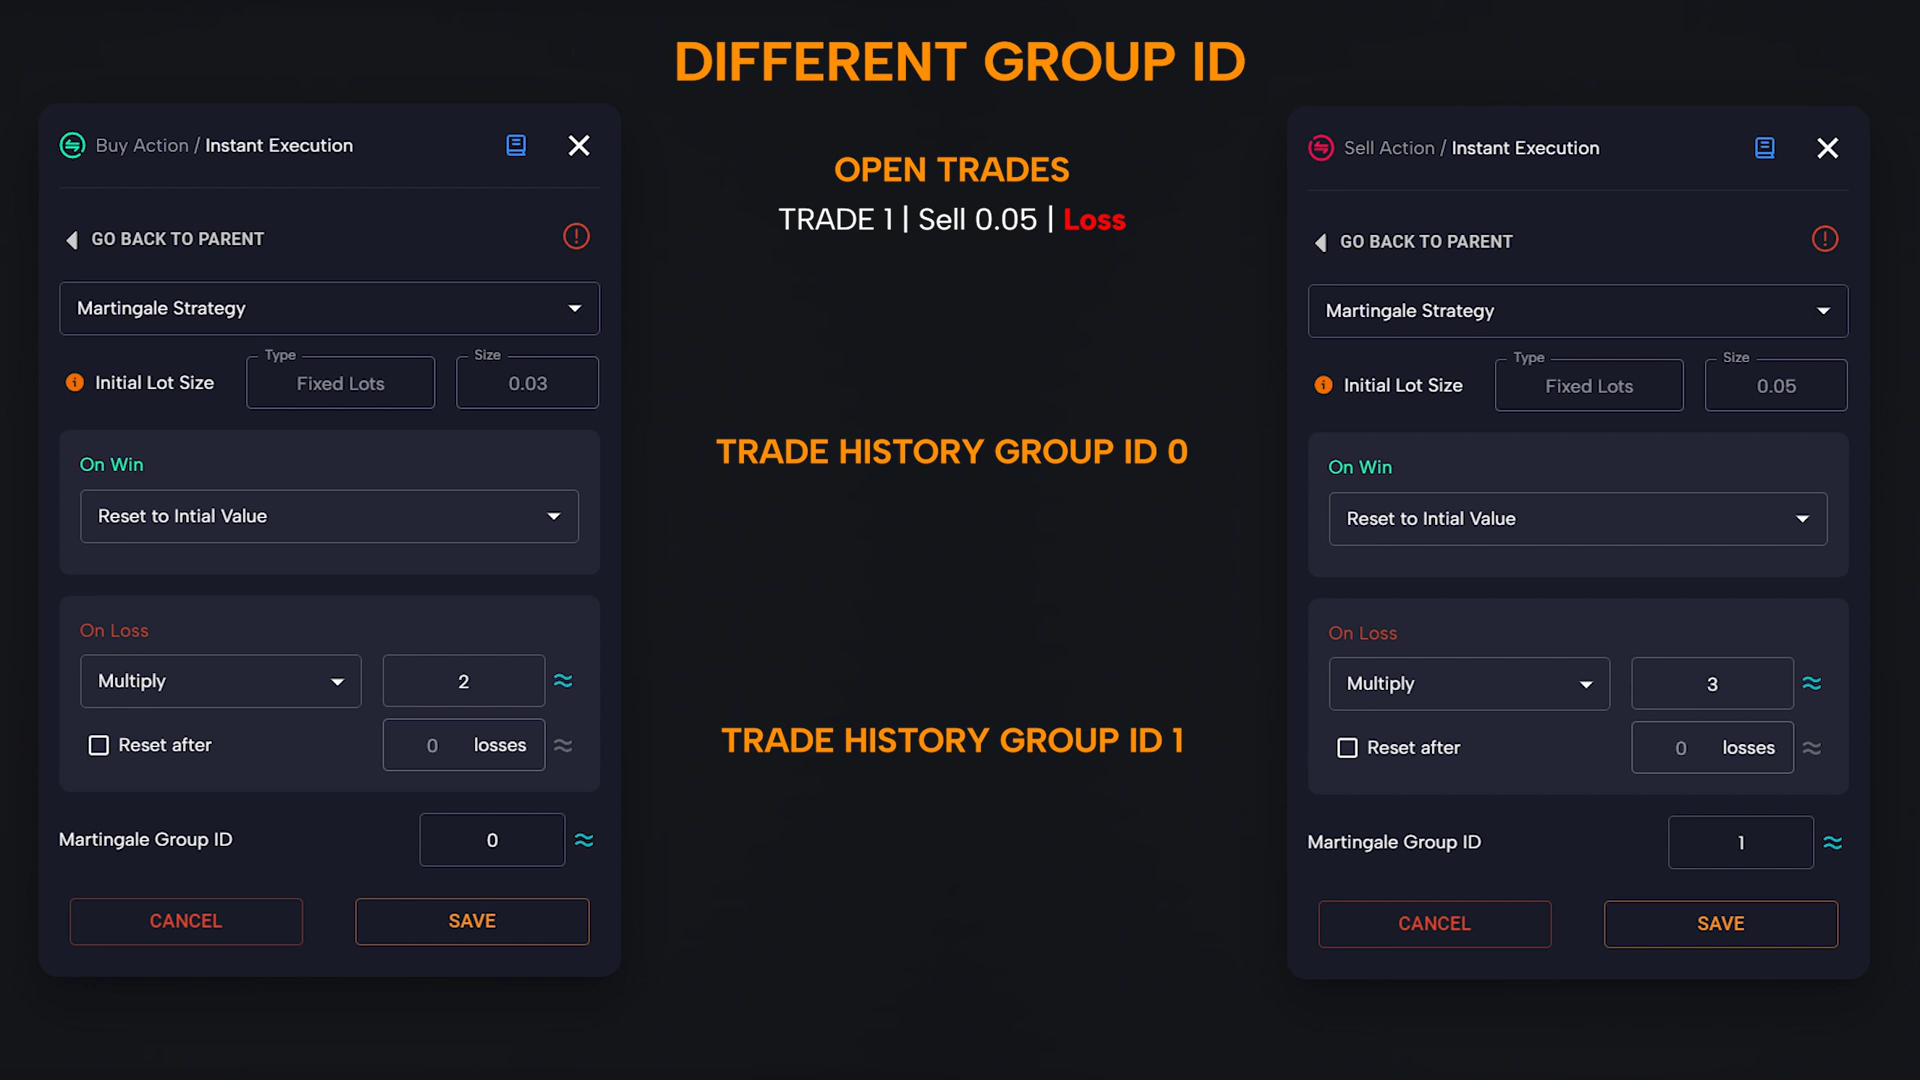 DIFFERENT GROUP ID
Buy Action / Instant Execution
GO BACK TO PARENT
Martingale Strategy
Initial Lot Size
Type
Fixed Lots
Size
0.03
On Win
Reset to Intial Value
On Loss
Multiply
2
Reset after
0 losses
Martingale Group ID
0
CANCEL
SAVE
OPEN TRADES
TRADE 1 | Sell 0.05 | Loss
TRADE HISTORY GROUP ID 0
TRADE HISTORY GROUP ID 1
Sell Action / Instant Execution
GO BACK TO PARENT
Martingale Strategy
Initial Lot Size
Type
Fixed Lots
Size
0.05
On Win
Reset to Intial Value
On Loss
Multiply
3
Reset after
0 losses
Martingale Group ID
1
CANCEL
SAVE